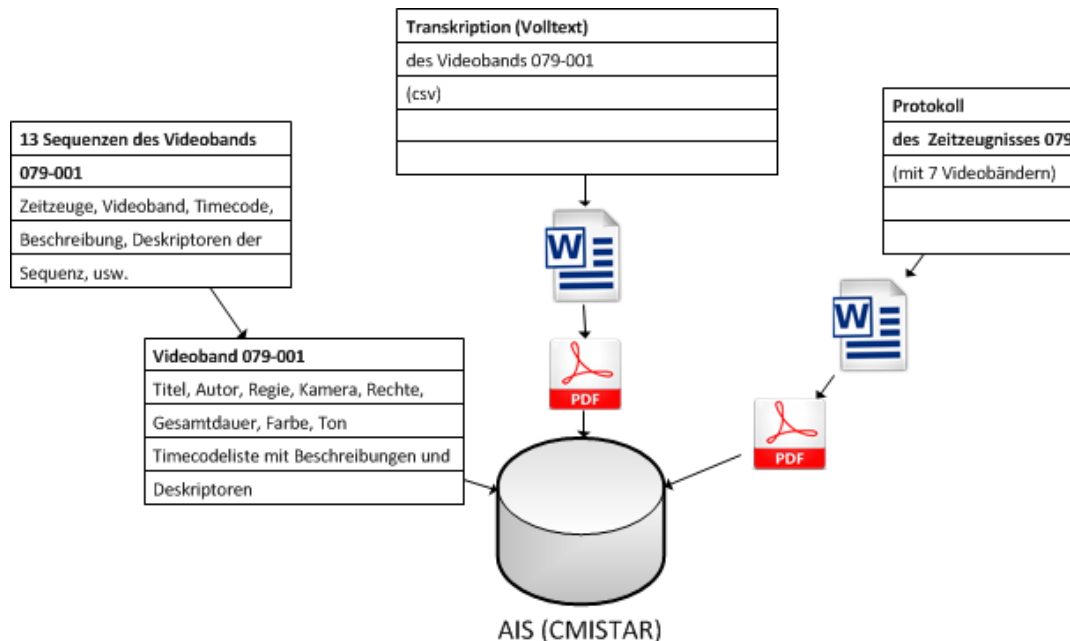 Transkription (Volltext)
des Videobands 079-001
(csv)
Protokoll
des Zeitzeugnisses 079
(mit 7 Videobändern)
13 Sequenzen des Videobands
079-001
Zeitzeuge, Videoband, Timecode,
Beschreibung, Deskriptoren der
Sequenz, usw.
W
W
Videoband 079-001
Titel, Autor, Regie, Kamera, Rechte,
Gesamtdauer, Farbe, Ton
Timecodeliste mit Beschreibungen und
Deskriptoren
PDF
PDF
AIS (CMISTAR)